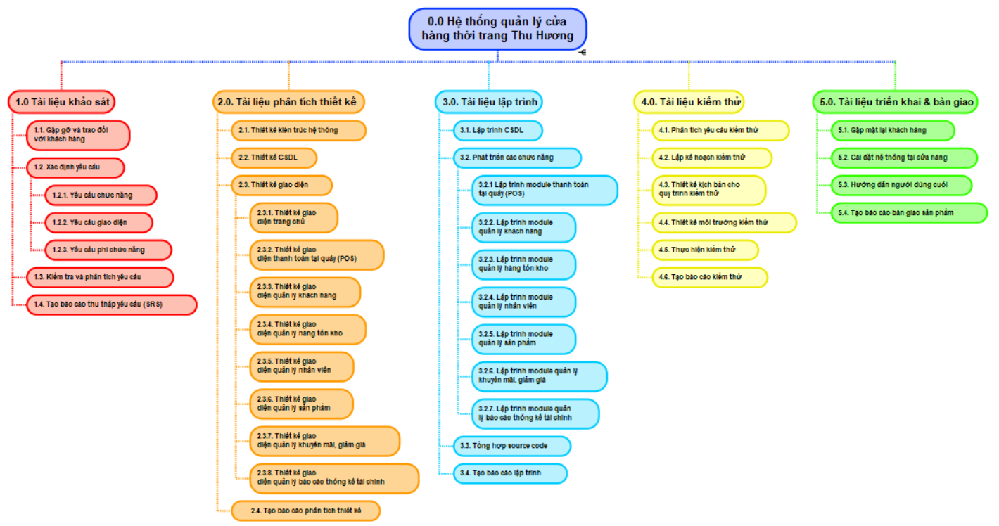 0.0 Hệ thống quản lý cửa
hàng thời trang Thu Hương
1.0 Tài liệu khảo sát
1.1. Gặp gỡ và trao đổi
với khách hàng
1.2. Xác định yêu cầu
1.2.1. Yêu cầu chức năng
1.2.2. Yêu cầu giao diện
1.2.3. Yêu cầu phi chức năng
1.3. Kiểm tra và phân tích yêu cầu
1.4. Tạo báo cáo thu thập yêu cầu (SRS)
2.0. Tài liệu phân tích thiết kế
2.1. Thiết kế kiến trúc hệ thống
2.2. Thiết kế CSDL
2.3. Thiết kế giao diện
2.3.1. Thiết kế giao
diện trang chủ
2.3.2. Thiết kế giao
diện thanh toán tại quầy (POS)
2.3.3. Thiết kế giao
diện quản lý khách hàng
2.3.4. Thiết kế giao
diện quản lý hàng tồn kho
2.3.5. Thiết kế giao
diện quản lý nhân viên
2.3.6. Thiết kế giao
diện quản lý sản phẩm
2.3.7. Thiết kế giao
diện quản lý khuyến mãi, giảm giá
2.3.8. Thiết kế giao
diện quản lý báo cáo thống kê tài chính
2.4. Tạo báo cáo phân tích thiết kế
3.0. Tài liệu lập trình
3.1. Lập trình CSDL
3.2. Phát triển các chức năng
3.2.1 Lập trình module thanh toán
tại quầy (POS)
3.2.2. Lập trình module
quản lý khách hàng
3.2.3. Lập trình module
quản lý hàng tồn kho
3.2.4. Lập trình module
quản lý nhân viên
3.2.5. Lập trình module
quản lý sản phẩm
3.2.6. Lập trình module quản lý
khuyến mãi, giảm giá
3.2.7. Lập trình module quản
lý báo cáo thống kê tài chính
3.3. Tổng hợp source code
3.4. Tạo báo cáo lập trình
4.0. Tài liệu kiểm thử
4.1. Phân tích yêu cầu kiểm thử
4.2. Lập kế hoạch kiểm thử
4.3. Thiết kế kịch bản cho
quy trình kiểm thử
4.4. Thiết kế môi trường kiểm thử
4.5. Thực hiện kiểm thử
4.6. Tạo báo cáo kiểm thử
5.0. Tài liệu triển khai & bàn giao
5.1. Gặp mặt lại khách hàng
5.2. Cài đặt hệ thống tại cửa hàng
5.3. Hướng dẫn người dùng cuối
5.4. Tạo báo cáo bàn giao sản phẩm